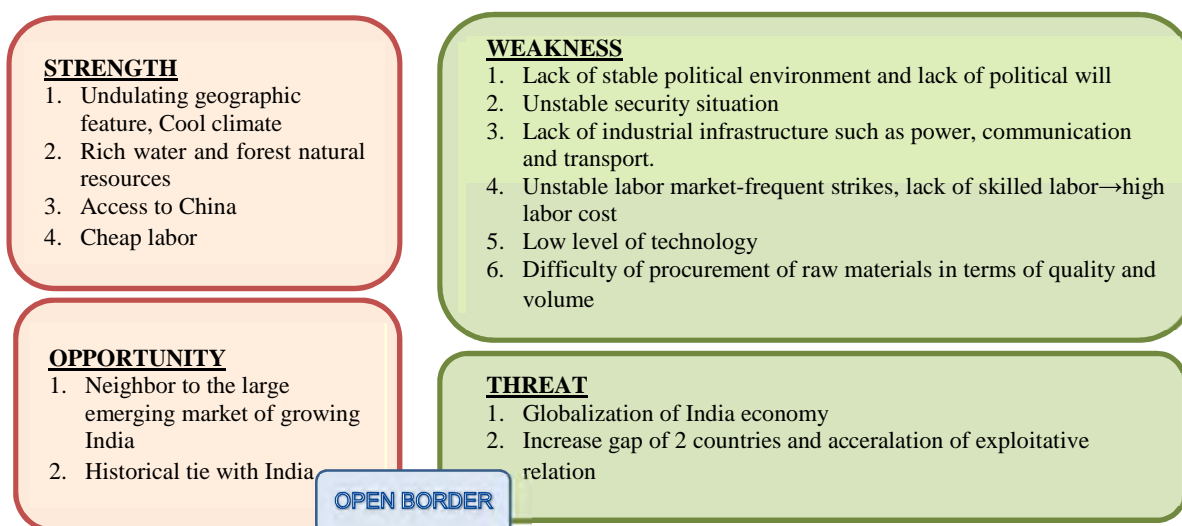 STRENGTH
1. Undulating geographic
feature, Cool climate
2. Rich water and forest natural
resources
3. Access to China
4. Cheap labor
WEAKNESS
1. Lack of stable political environment and lack of political will
2. Unstable security situation
3. Lack of industrial infrastructure such as power, communication
and transport.
4. Unstable labor market-frequent strikes, lack of skilled labor→high
labor cost
5. Low level of technology
6. Difficulty of procurement of raw materials in terms of quality and
volume
OPPORTUNITY
1. Neighbor to the large
emerging market of growing
India
2. Historical tie with India
THREAT
1. Globalization of India economy
2. Increase gap of 2 countries and acceralation of exploitative
relation
OPEN BORDER